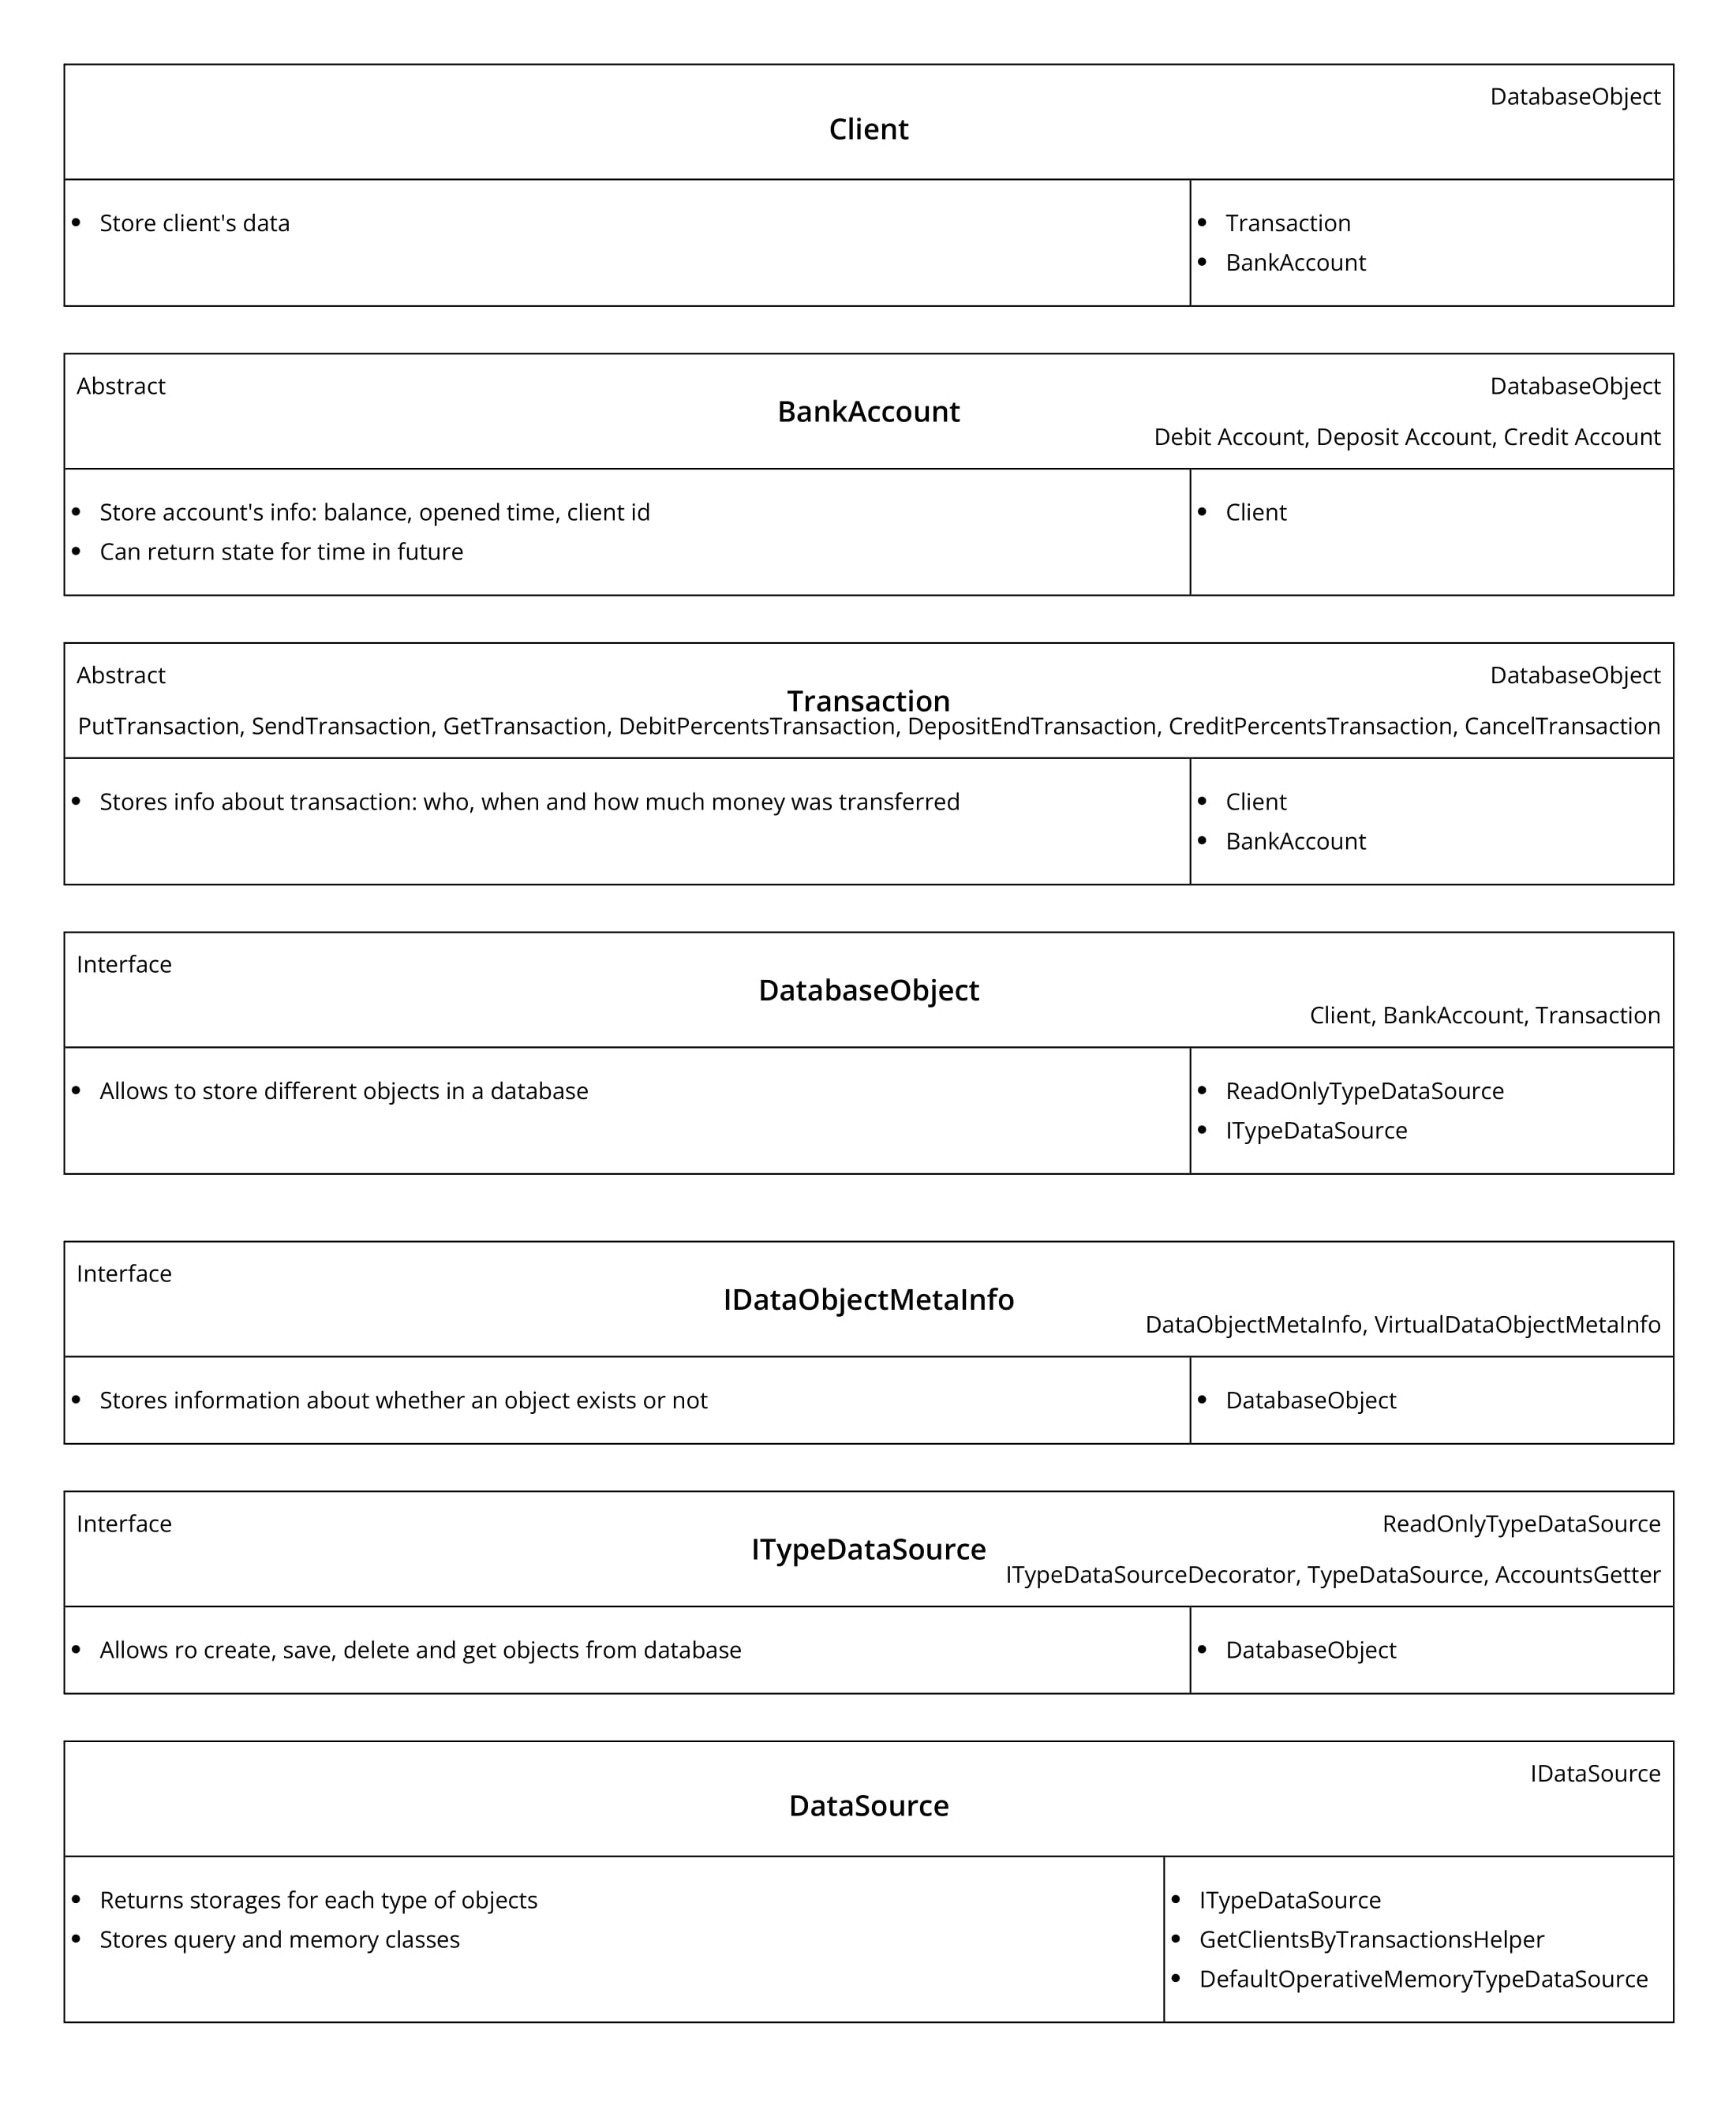 DatabaseObject
Client
Store client's data
Transaction
BankAccount
Abstract
DatabaseObject
BankAccount
Debit Account, Deposit Account, Credit Account
Store account's info: balance, opened time, client id
Can return state for time in future
Client
Abstract
DatabaseObject
Transaction
PutTransaction, SendTransaction, GetTransaction, DebitPercentsTransaction, DepositEndTransaction, CreditPercentsTransaction, CancelTransaction
Stores info about transaction: who, when and how much money was transferred
Client
BankAccount
Interface
DatabaseObject
Client, BankAccount, Transaction
Allows to store different objects in a database
ReadOnlyTypeDataSource
ITypeDataSource
Interface
IDataObjectMetaInfo
DataObjectMetaInfo, VirtualDataObjectMetaInfo
Stores information about whether an object exists or not
DatabaseObject
Interface
ReadOnlyTypeDataSource
ITypeDataSource
ITypeDataSourceDecorator, TypeDataSource, AccountsGetter
Allows ro create, save, delete and get objects from database
DatabaseObject
IDataSource
DataSource
Returns storages for each type of objects
Stores query and memory classes
ITypeDataSource
GetClientsByTransactionsHelper
DefaultOperativeMemoryTypeDataSource